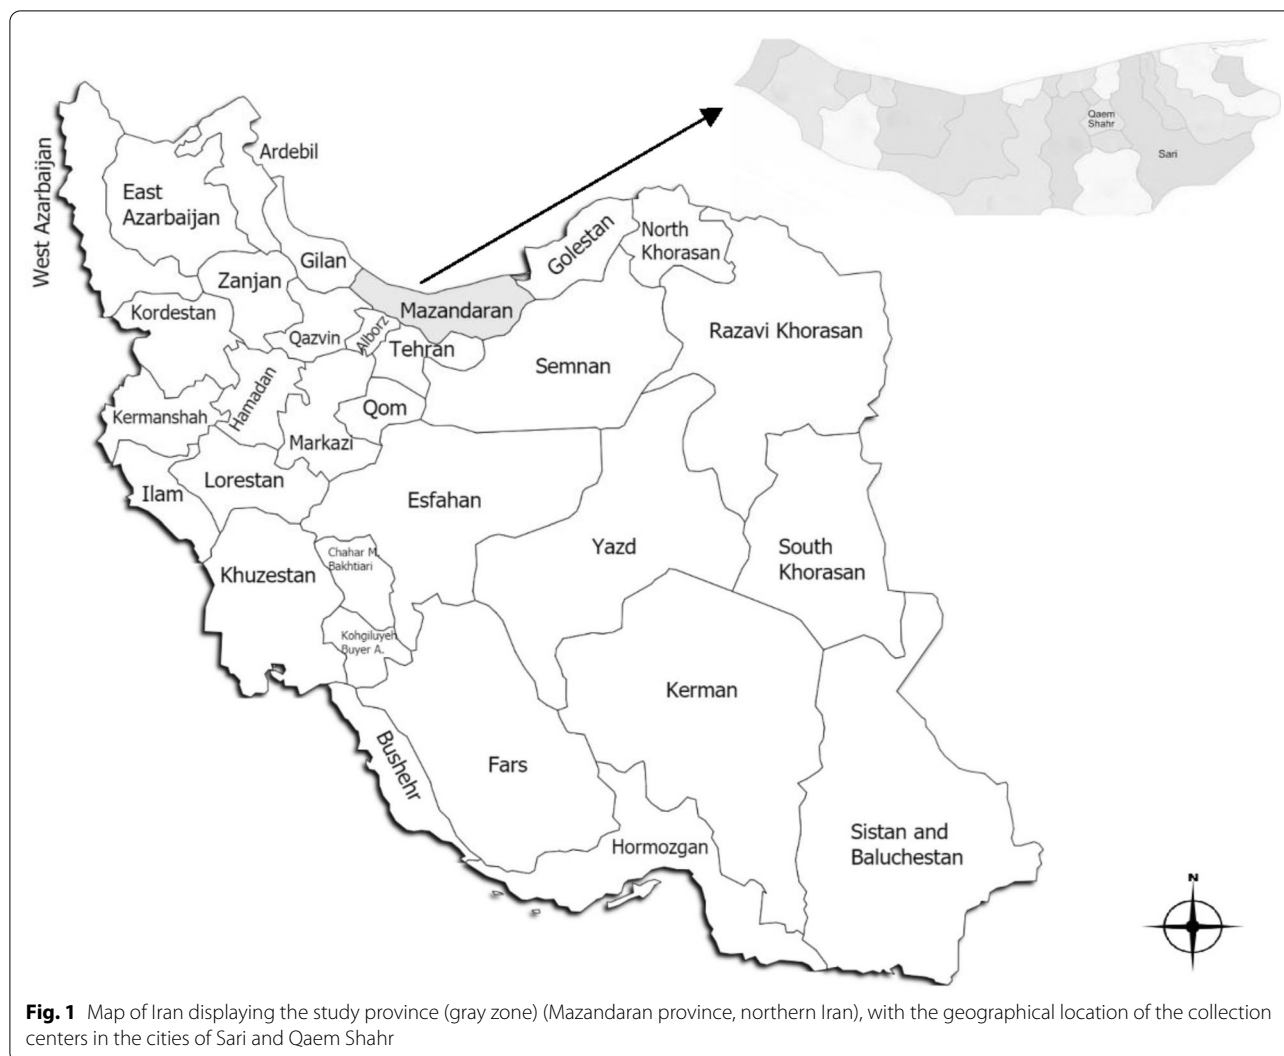 Qaem
Shahr
Sari
West Azarbaijan
Ardebil
East
Azarbaijan
Gilan
Golestan
North
Khorasan
Zanjan
Mazandaran
Kordestan
Qazvin
Alborz
Tehran
Razavi Khorasan
Semnan
Hamadan
Kermanshah
Qom
Markazi
Ilam
Lorestan
Esfahan
Yazd
South
Khorasan
Khuzestan
Chahar M.
Bakhtiari
Kohgiluyeh
Buyer A.
Kerman
Bushehr
Fars
Hormozgan
Sistan and
Baluchestan
N
Fig. 1 Map of Iran displaying the study province (gray zone) (Mazandaran province, northern Iran), with the geographical location of the collection
centers in the cities of Sari and Qaem Shahr